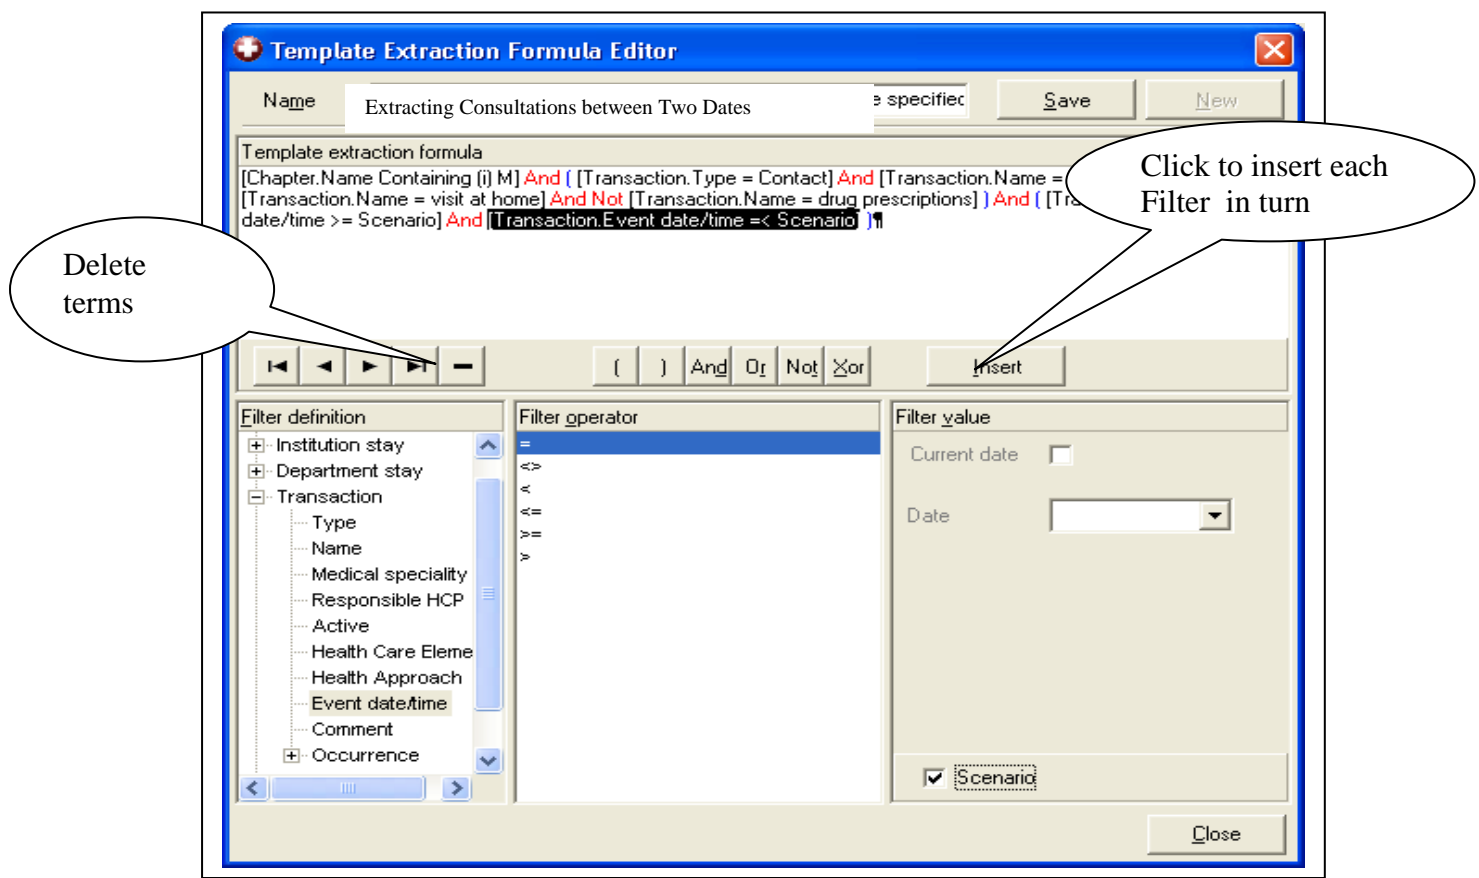 Template Extraction Formula Editor
Name
Extracting Consultations between Two Dates
specified
Save
New
Template extraction formula
Click to insert each
Filter in turn
[Chapter.Name Containing (i) M] And ( [Transaction.Type = Contact] And [Transaction.Name =
[Transaction.Name = visit at home] And Not [Transaction.Name = drug prescriptions] ) And ( [Tra
date/time >= Scenario] And [Transaction.Event date/time =< Scenario] )¶
Delete
terms
( ) And Or Not Xor
Insert
Filter definition
Filter operator
Filter value
Institution stay
Department stay
Transaction
Type
Name
Medical speciality
Responsible HCP
Active
Health Care Eleme
Health Approach
Event date/time
Comment
Occurrence
=
<>
<
<=
>=
>
Current date
Date
Scenario
Close